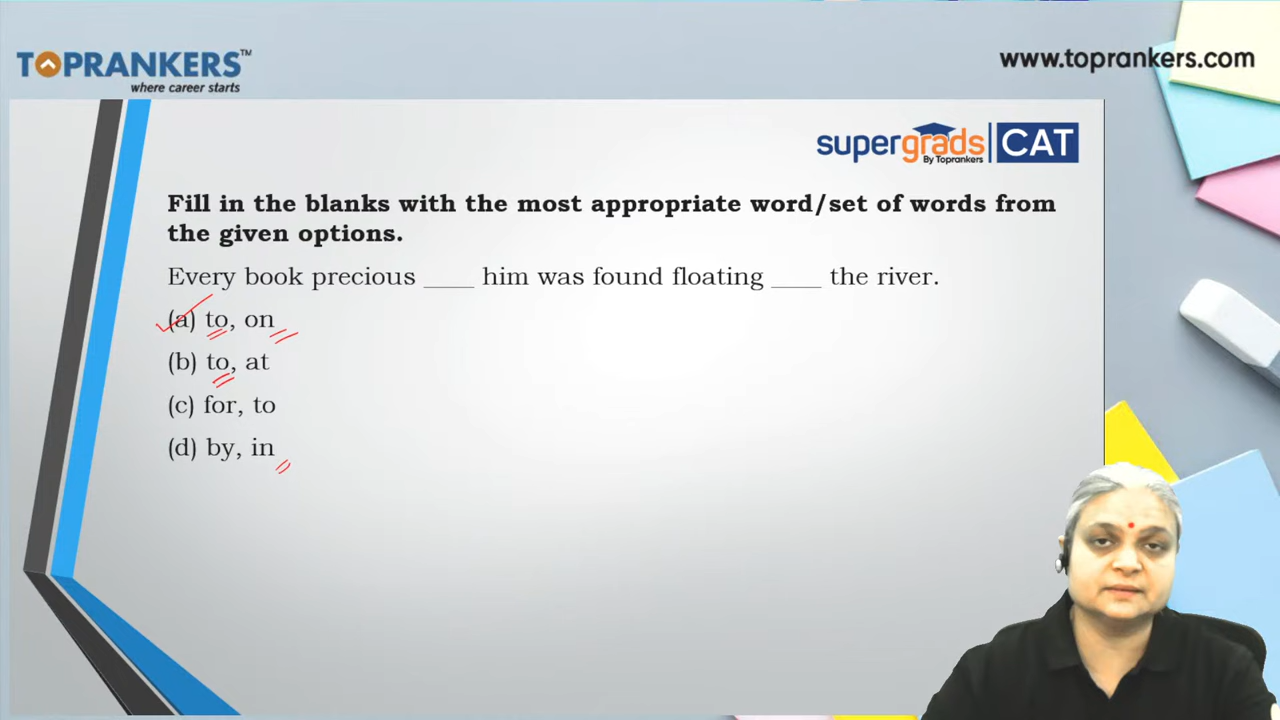 TOPRANKERS™
where career starts
www.toprankers.com
supergrads | CAT
By Toprankers
Fill in the blanks with the most appropriate word/set of words from
the given options.
Every book precious ____ him was found floating ____ the river.
(a) to, on
(b) to, at
(c) for, to
(d) by, in